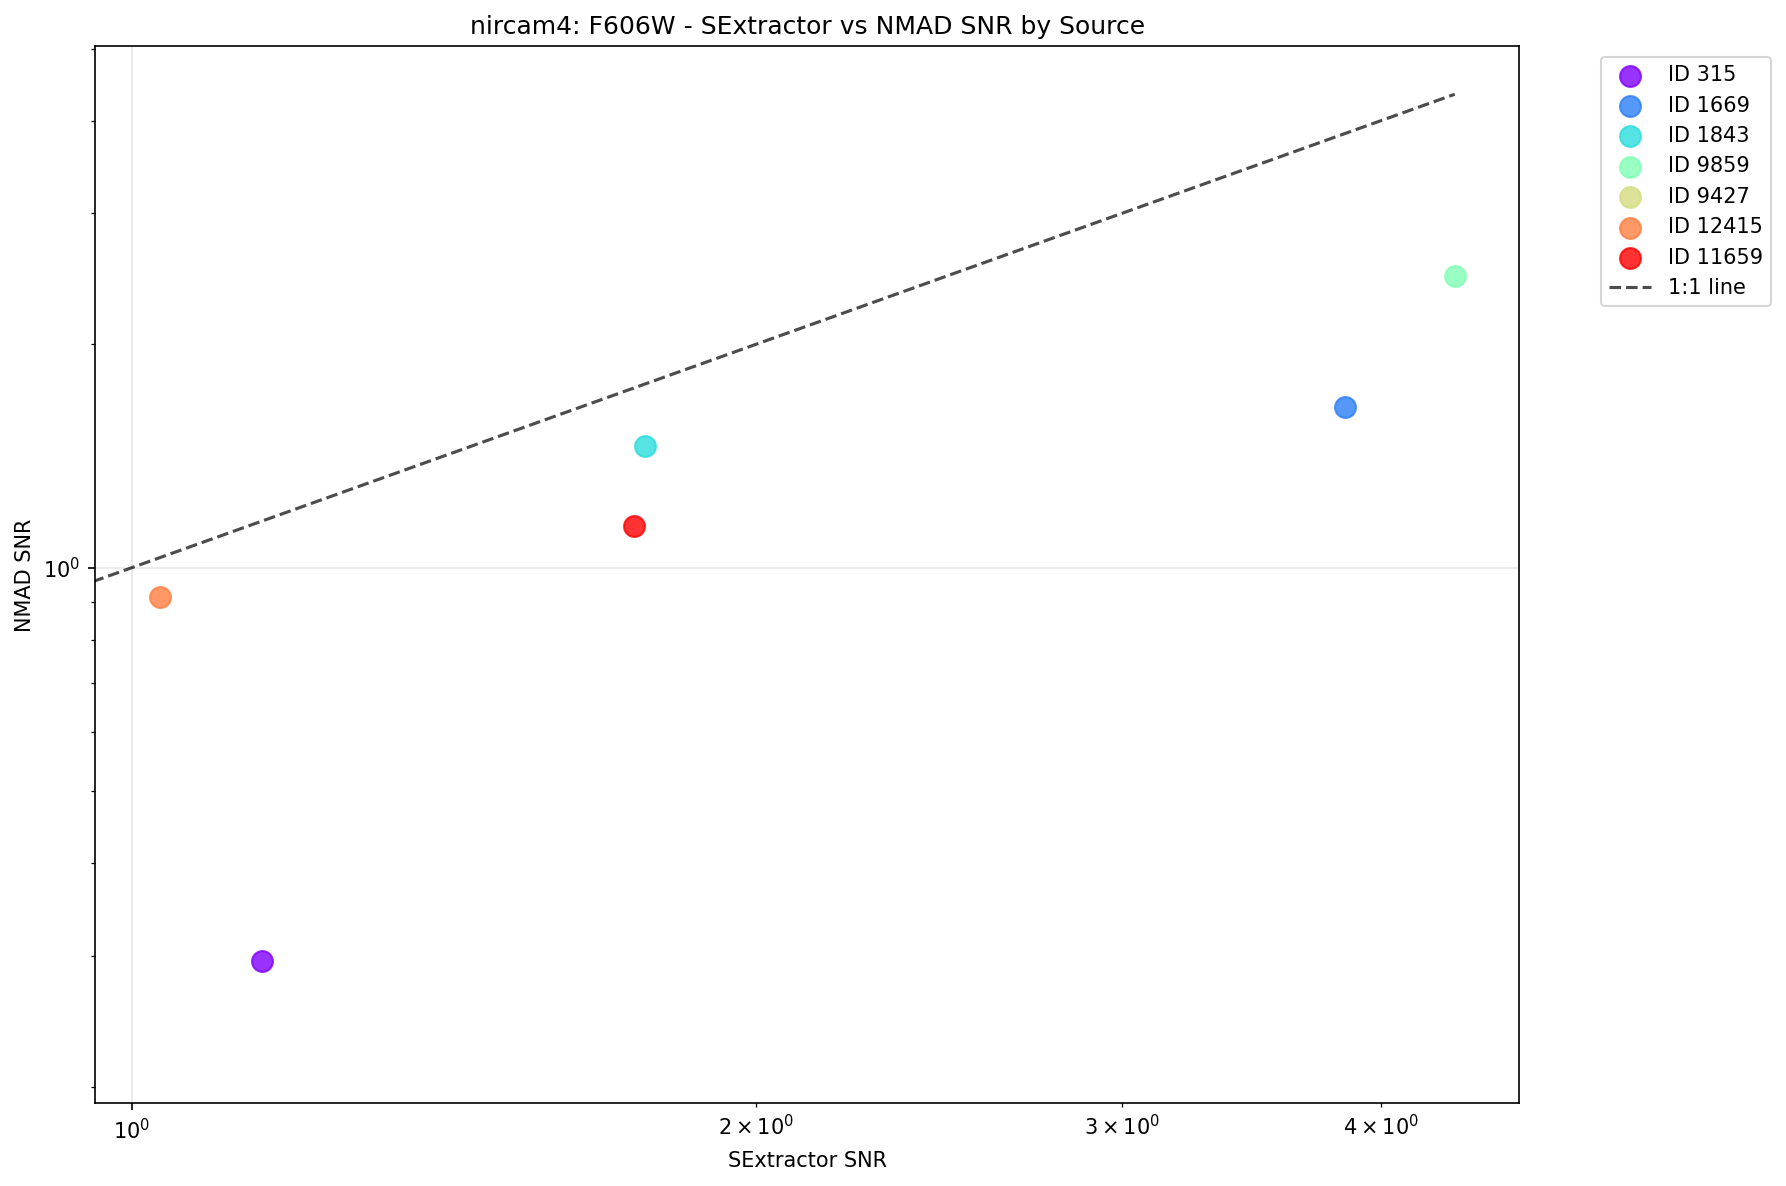 nircam4: F606W - SExtractor vs NMAD SNR by Source
ID 315
ID 1669
ID 1843
ID 9859
ID 9427
ID 12415
ID 11659
1:1 line
NMAD SNR
10⁰
10⁰
2 × 10⁰
3 × 10⁰
4 × 10⁰
SExtractor SNR